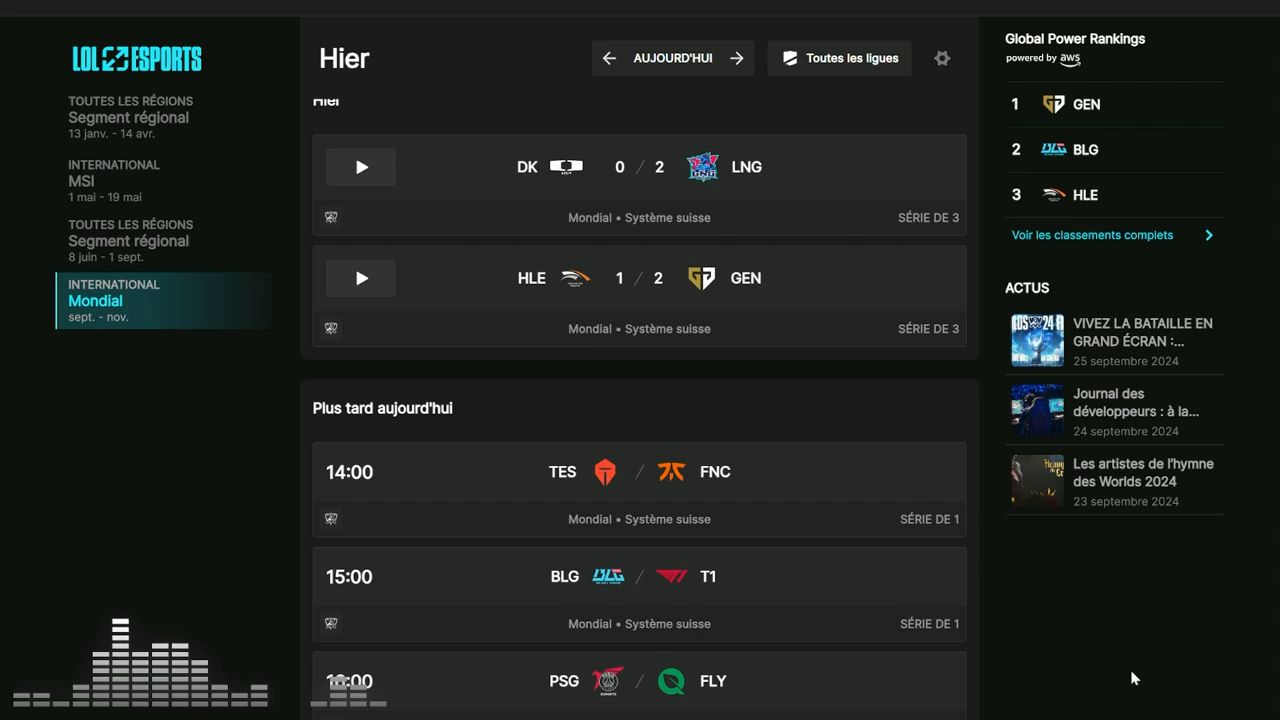 LOL ESPORTS
TOUTES LES RÉGIONS
Segment régional
13 janv. - 14 avr.
INTERNATIONAL
MSI
1 mai - 19 mai
TOUTES LES RÉGIONS
Segment régional
8 juin - 1 sept.
INTERNATIONAL
Mondial
sept. - nov.
Hier
AUJOURD'HUI
Toutes les ligues
Hier
DK 0 / 2 LNG
Mondial • Système suisse
SÉRIE DE 3
HLE 1 / 2 GEN
Mondial • Système suisse
SÉRIE DE 3
Plus tard aujourd'hui
14:00 TES / FNC
Mondial • Système suisse
SÉRIE DE 1
15:00 BLG / T1
Mondial • Système suisse
SÉRIE DE 1
PSG / FLY
Global Power Rankings
powered by aws
1 GEN
2 BLG
3 HLE
Voir les classements complets
ACTUS
VIVEZ LA BATAILLE EN
GRAND ÉCRAN :...
25 septembre 2024
Journal des
développeurs : à la...
24 septembre 2024
Les artistes de l'hymne
des Worlds 2024
23 septembre 2024